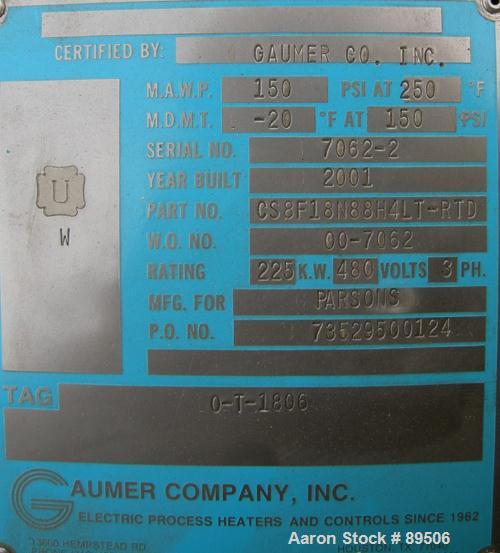 CERTIFIED BY: GAUMER CO. INC.
M.A.W.P. 150 PSI AT 250 °F
M.D.M.T. -20 °F AT 150 PSI
SERIAL NO. 7062-2
YEAR BUILT 2001
U
W
PART NO. CS8F18N88H4LT-RTD
W.O. NO. 00-7062
RATING 225 K.W. 480 VOLTS 3 PH.
MFG. FOR PARSONS
P.O. NO. 73529500124
TAG O-T-1806
GAUMER COMPANY, INC.
ELECTRIC PROCESS HEATERS AND CONTROLS SINCE 1962
13600 HEMPSTEAD RD
Aaron Stock # 89506